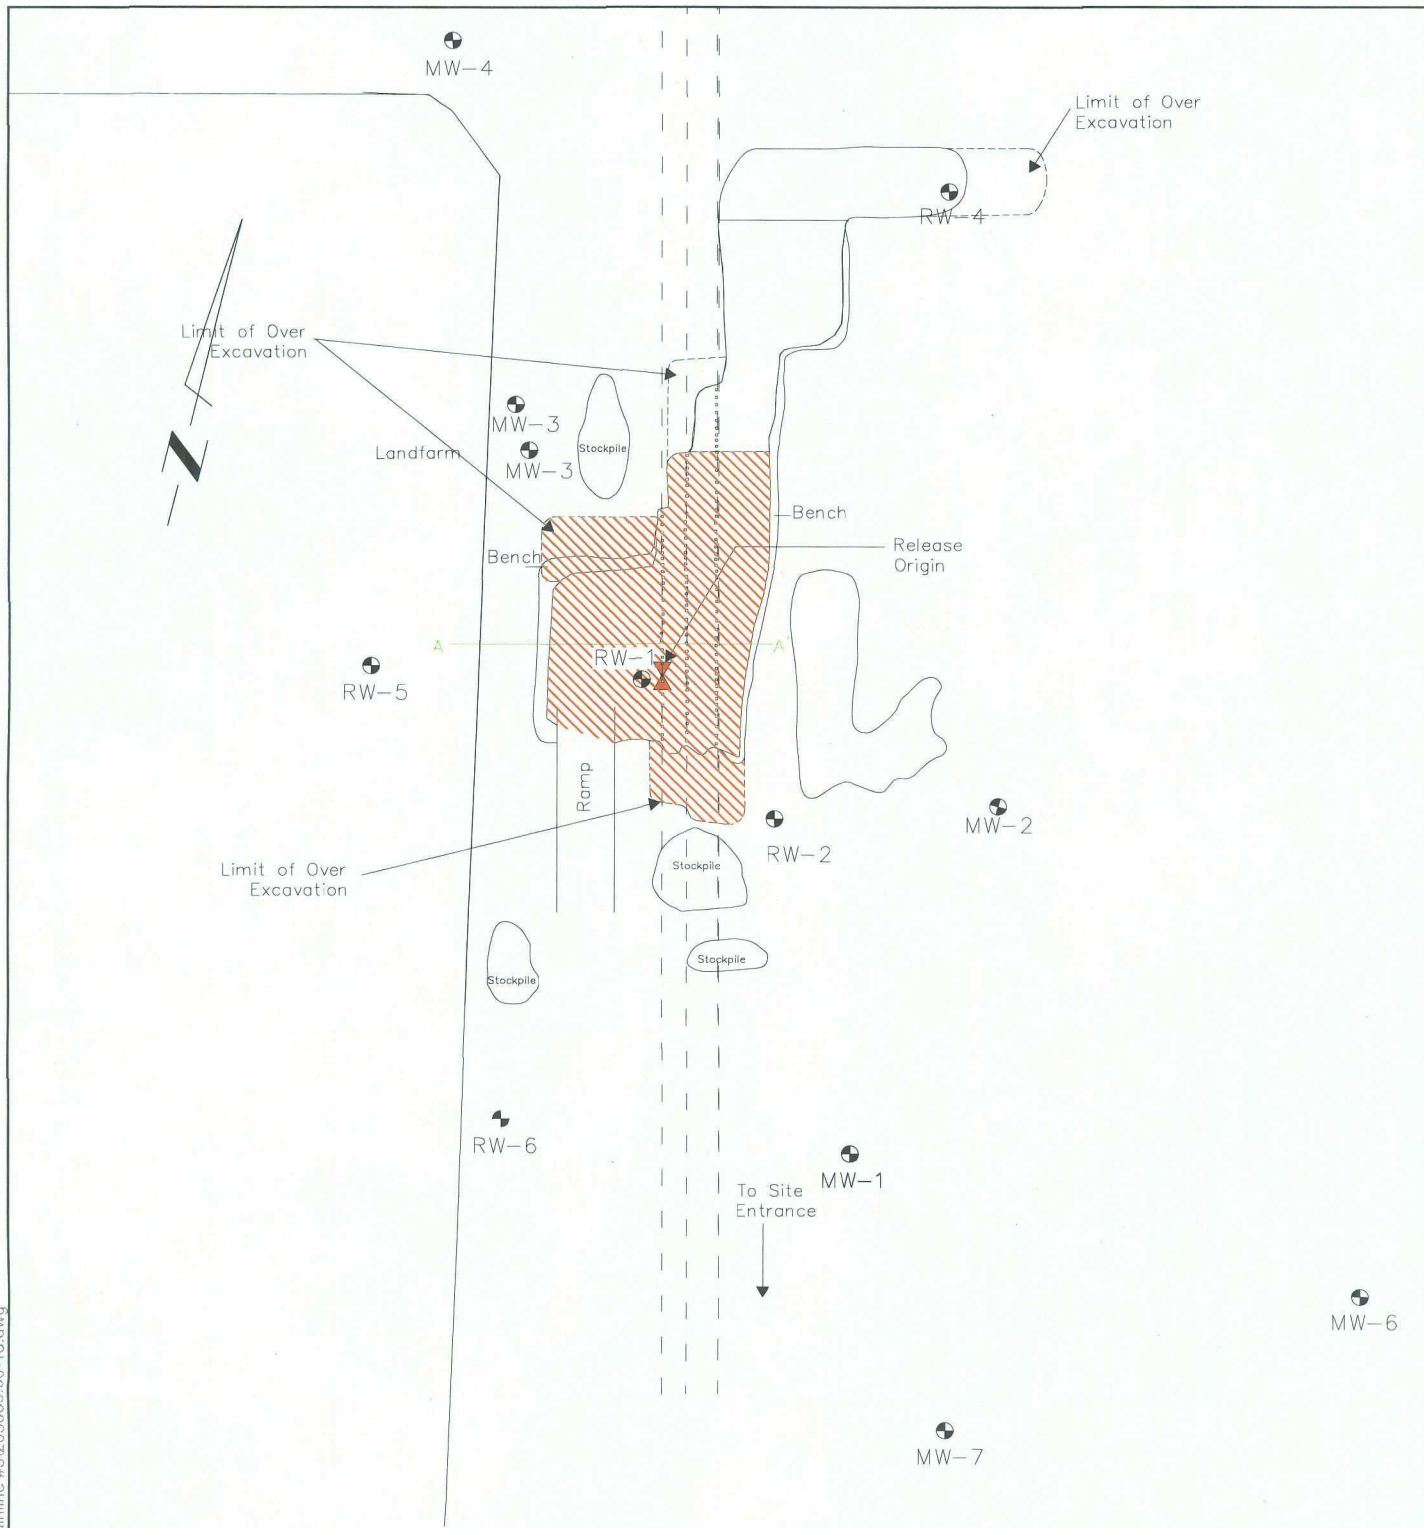 MW-4
Limit of Over
Excavation
RW-4
Limit of Over
Excavation
N
MW-3
Landfarm
MW-3
Stockpile
Bench
Bench
Release
Origin
A
A'
RW-1
RW-5
Ramp
MW-2
RW-2
Limit of Over
Excavation
Stockpile
Stockpile
Stockpile
RW-6
MW-1
To Site
Entrance
MW-6
MW-7